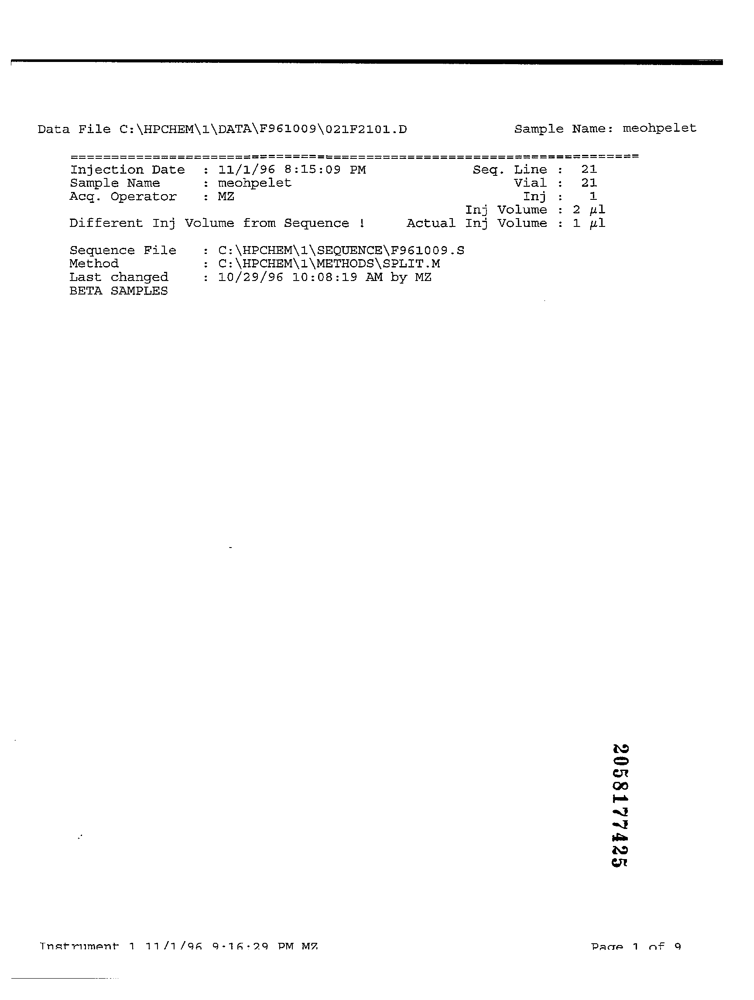 Data File C:\HPCHEM\1\DATA\F961009\021F2101.D Sample Name: meohpelet
=====================================================================
Injection Date : 11/1/96 8:15:09 PM Seq. Line : 21
Sample Name : meohpelet Vial : 21
Acq. Operator : MZ Inj : 1
Inj Volume : 2 µl
Different Inj Volume from Sequence ! Actual Inj Volume : 1 µl
Sequence File : C:\HPCHEM\1\SEQUENCE\F961009.S
Method : C:\HPCHEM\1\METHODS\SPLIT.M
Last changed : 10/29/96 10:08:19 AM by MZ
BETA SAMPLES
2058177425
Instrument 1 11/1/96 9:16:29 PM MZ Page 1 of 9